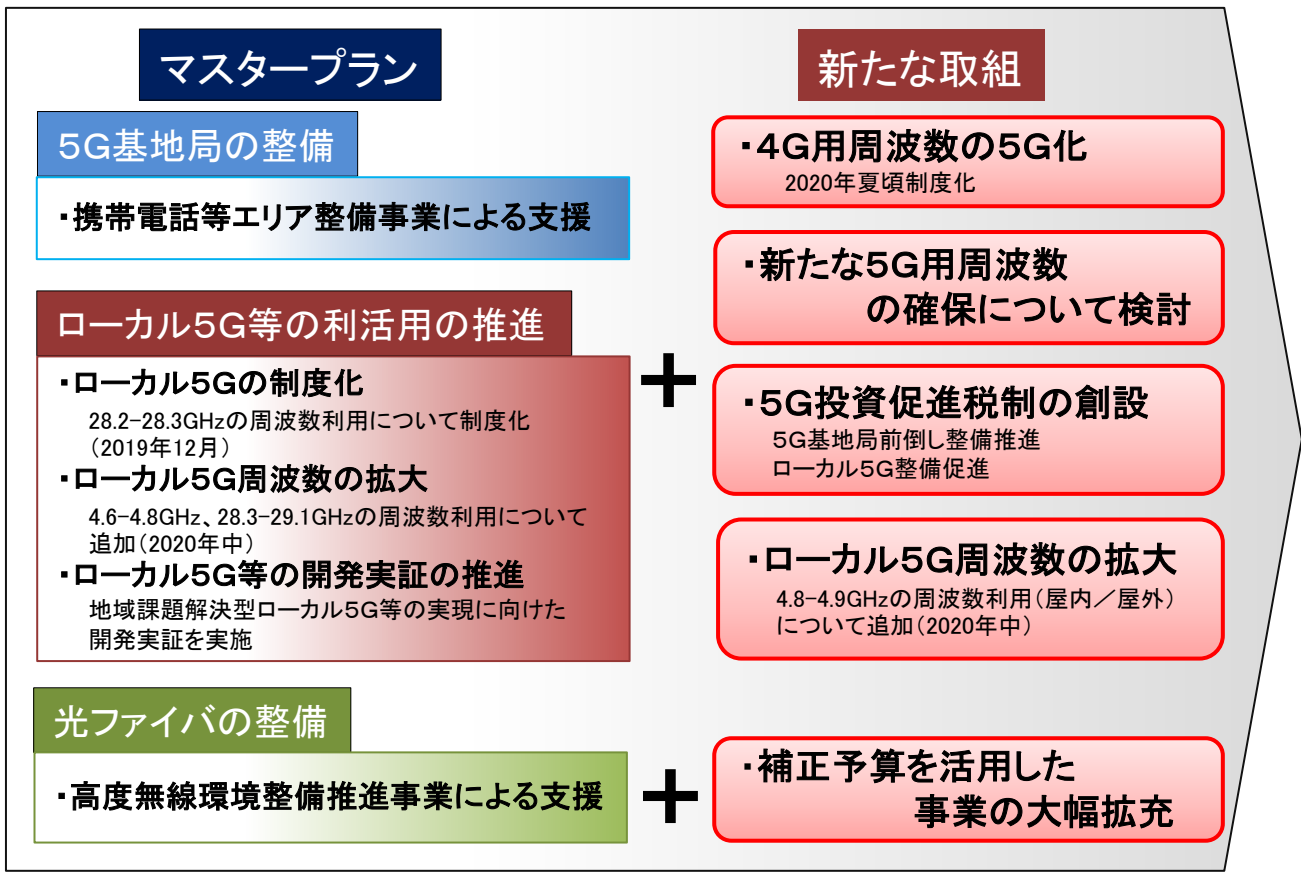 マスタープラン
5G基地局の整備
・携帯電話等エリア整備事業による支援
ローカル5G等の利活用の推進
・ローカル5Gの制度化
28.2-28.3GHzの周波数利用について制度化
(2019年12月)
・ローカル5G周波数の拡大
4.6-4.8GHz、28.3-29.1GHzの周波数利用について
追加(2020年中)
・ローカル5G等の開発実証の推進
地域課題解決型ローカル5G等の実現に向けた
開発実証を実施
光ファイバの整備
・高度無線環境整備推進事業による支援
+
+
新たな取組
・4G用周波数の5G化
2020年夏頃制度化
・新たな5G用周波数
の確保について検討
・5G投資促進税制の創設
5G基地局前倒し整備推進
ローカル5G整備促進
・ローカル5G周波数の拡大
4.8-4.9GHzの周波数利用(屋内/屋外)
について追加(2020年中)
・補正予算を活用した
事業の大幅拡充